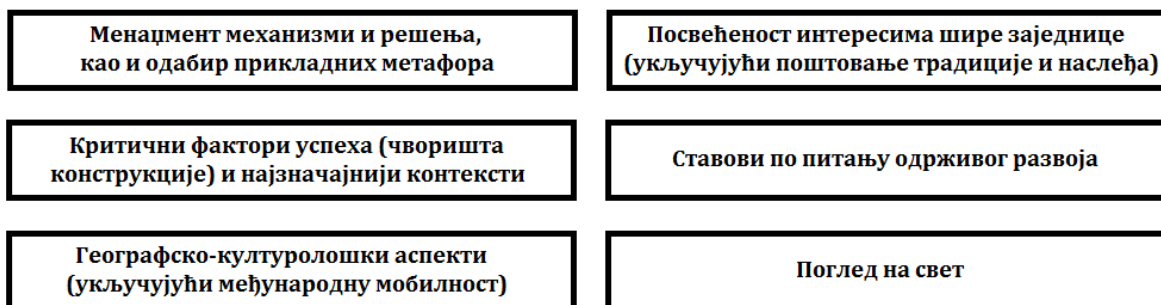 Менаџмент механизми и решења,
као и одабир прикладних метафора
Посвећеност интересима шире заједнице
(укључујући поштовање традиције и наслеђа)
Критични фактори успеха (чворишта
конструкције) и најзначајнији контексти
Ставови по питању одрживог развоја
Географско-културолошки аспекти
(укључујући међународну мобилност)
Поглед на свет